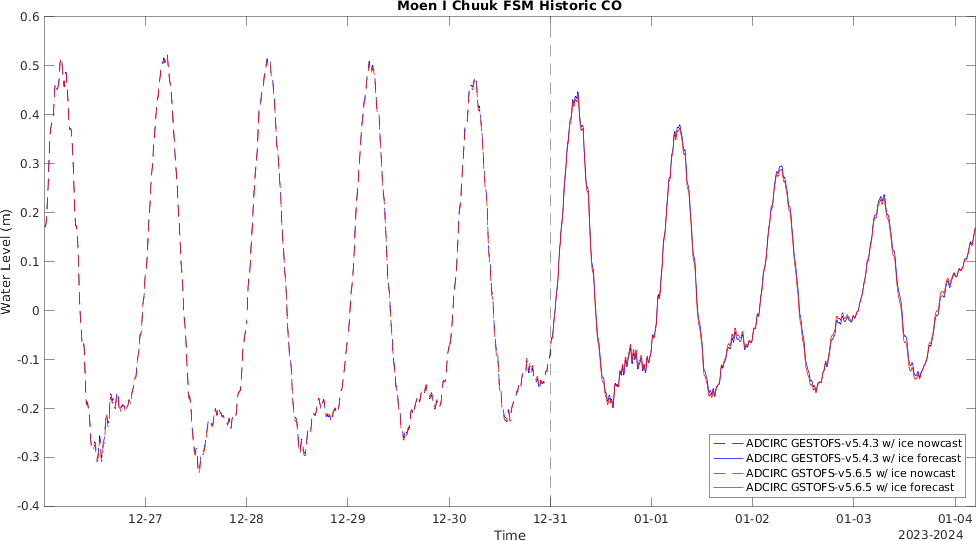 Moen I Chuuk FSM Historic CO
0.6
0.5
0.4
0.3
0.2
0.1
0
-0.1
-0.2
-0.3
-0.4
Water Level (m)
ADCIRC GESTOFS-v5.4.3 w/ ice nowcast
ADCIRC GESTOFS-v5.4.3 w/ ice forecast
ADCIRC GSTOFS-v5.6.5 w/ ice nowcast
ADCIRC GSTOFS-v5.6.5 w/ ice forecast
12-27 12-28 12-29 12-30 12-31 01-01 01-02 01-03 01-04
Time
2023-2024